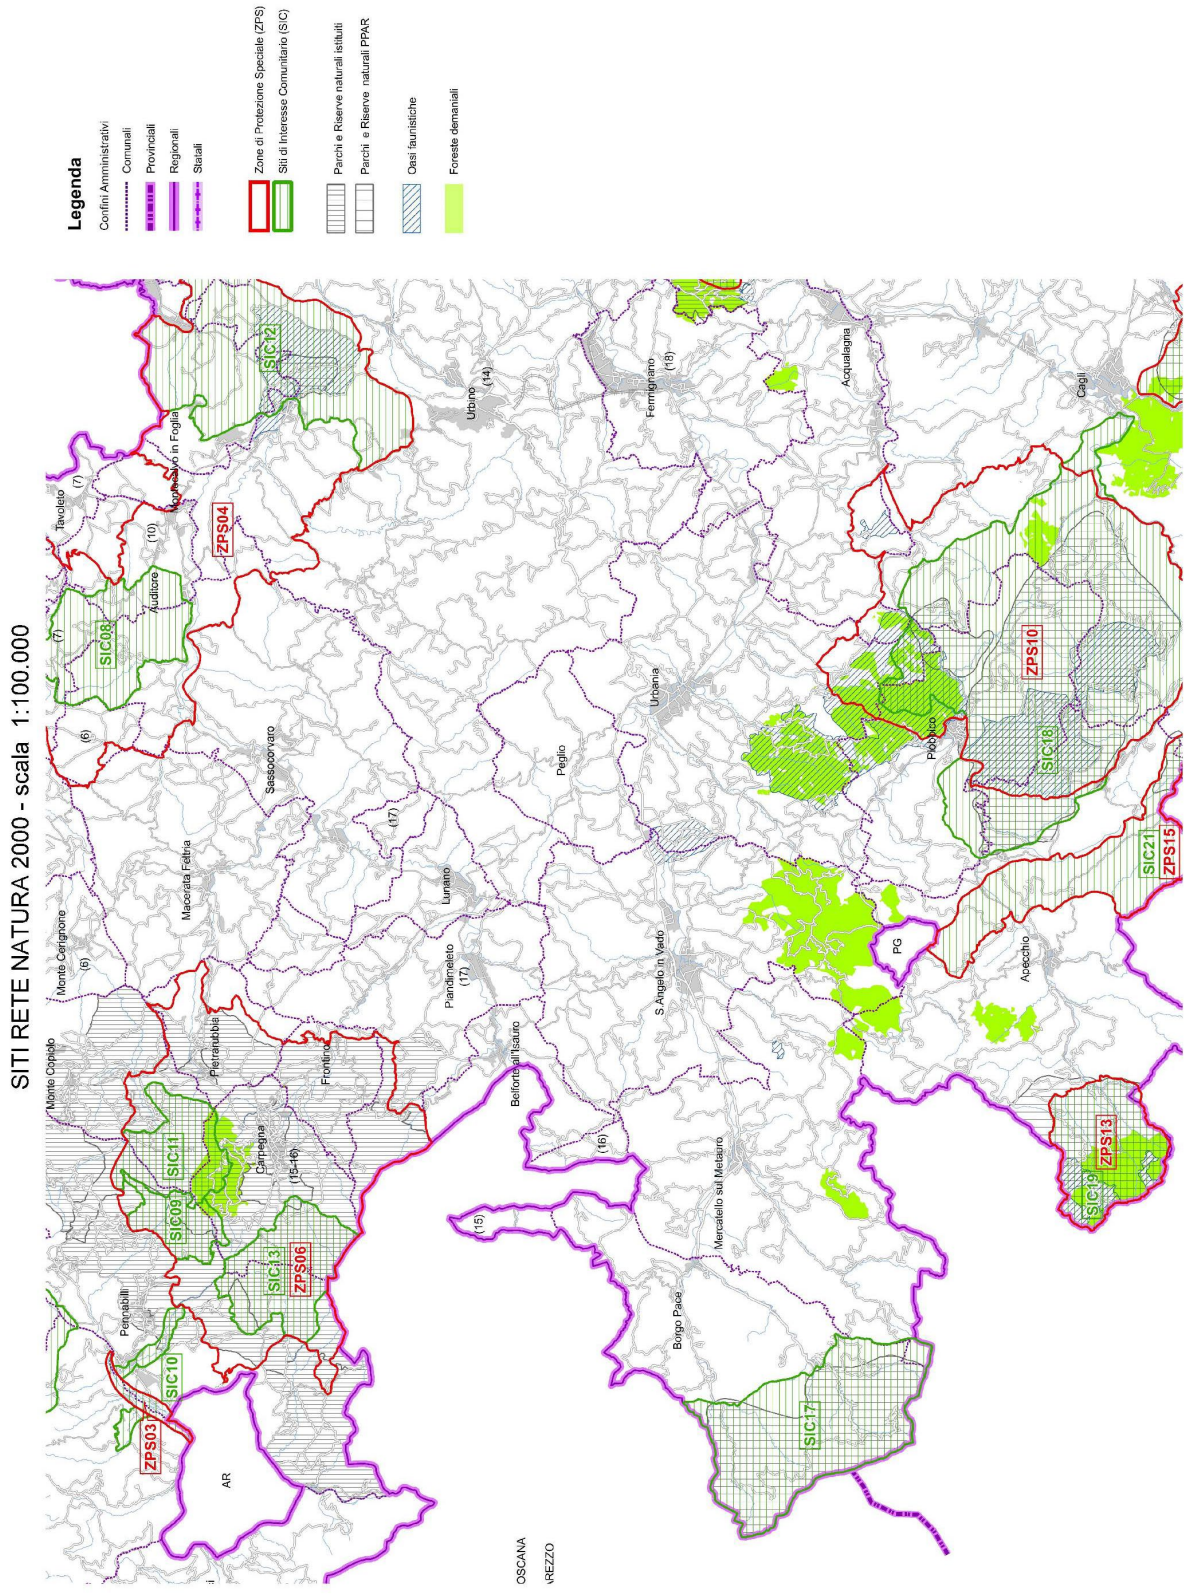 SITI RETE NATURA 2000 - scala 1:100.000
Legenda
Confini Amministrativi
Comunali
Provinciali
Regionali
Statali
Zone di Protezione Speciale (ZPS)
Siti di Interesse Comunitario (SIC)
Parchi e Riserve naturali istituiti
Parchi e Riserve naturali PPAR
Oasi faunistiche
Foreste demaniali
Monte Copiolo
Monte Cerignone
(6)
(6)
(7)
Tavoleto
(7)
SIC08
Auditore
(10)
Montecalvo in Foglia
ZPS04
SIC12
Pennabilli
SIC10
ZPS03
AR
SIC09
SIC11
Pietrarubbia
Macerata Feltria
Carpegna
(15-16)
SIC13
ZPS06
Frontino
Sassocorvaro
(17)
Urbino
(14)
Piandimeleto
(17)
Lunano
Belforte all'Isauro
Peglio
(15)
(16)
OSCANA
AREZZO
S.Angelo in Vado
Urbania
Fermignano
(18)
Borgo Pace
Mercatello sul Metauro
SIC17
PG
Acqualagna
Piobbico
Apecchio
SIC18
ZPS10
Cagli
SIC19
ZPS13
SIC21
ZPS15